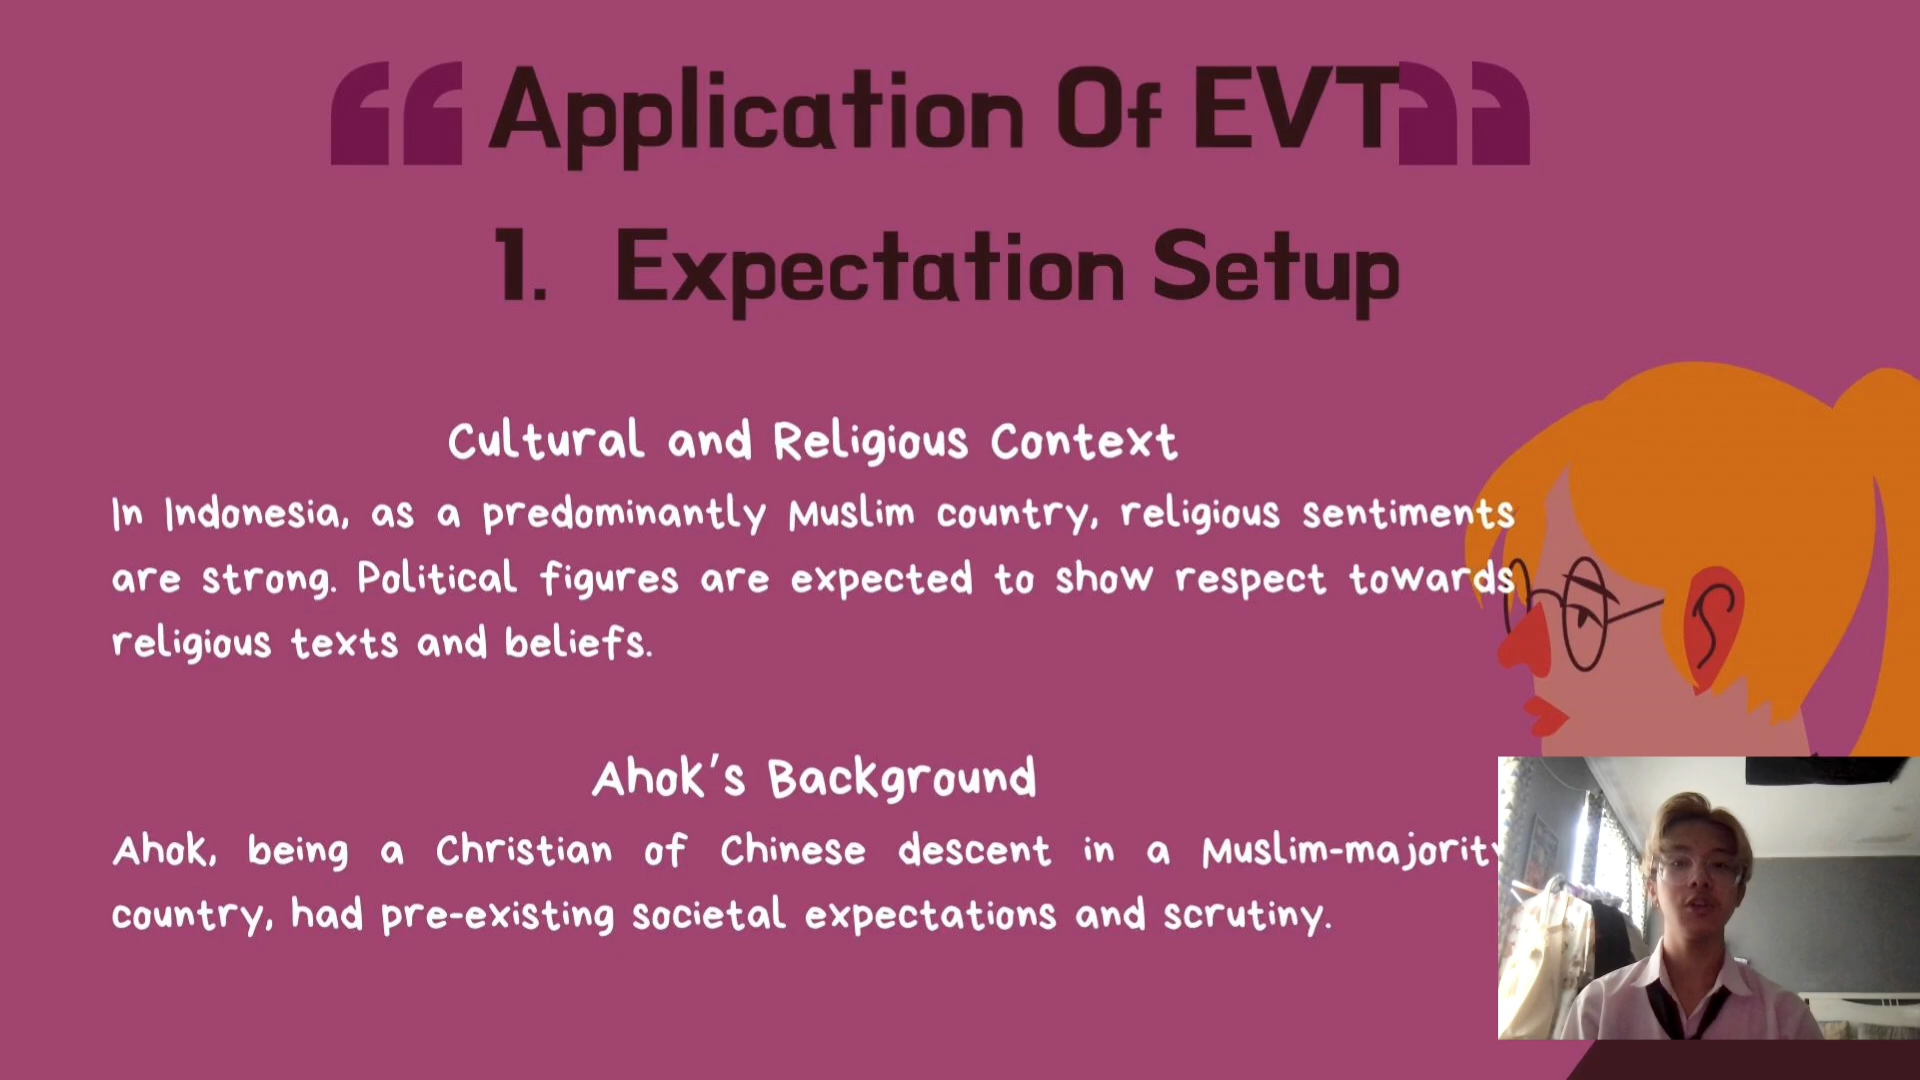 Application Of EVT
1. Expectation Setup
Cultural and Religious Context
In Indonesia, as a predominantly Muslim country, religious sentiments
are strong. Political figures are expected to show respect towards
religious texts and beliefs.
Ahok's Background
Ahok, being a Christian of Chinese descent in a Muslim-majority
country, had pre-existing societal expectations and scrutiny.